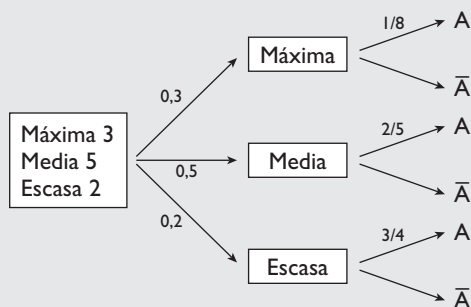 1/8
A
Máxima
0,3
A̅
Máxima 3
Media 5
Escasa 2
2/5
A
0,5
Media
A̅
0,2
3/4
A
Escasa
A̅